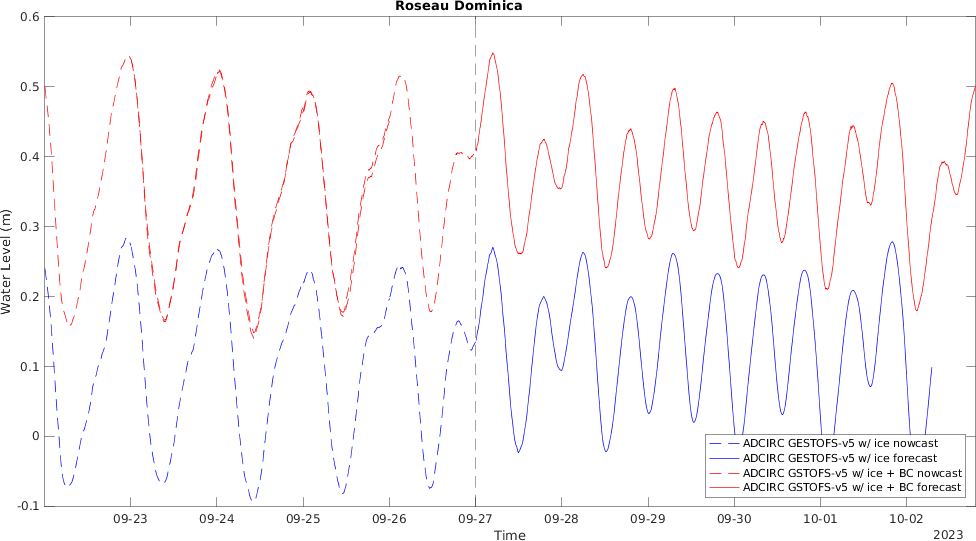 Roseau Dominica
Water Level (m)
0.6
0.5
0.4
0.3
0.2
0.1
0
-0.1
ADCIRC GESTOFS-v5 w/ ice nowcast
ADCIRC GESTOFS-v5 w/ ice forecast
ADCIRC GSTOFS-v5 w/ ice + BC nowcast
ADCIRC GSTOFS-v5 w/ ice + BC forecast
09-23 09-24 09-25 09-26 09-27 09-28 09-29 09-30 10-01 10-02
Time
2023